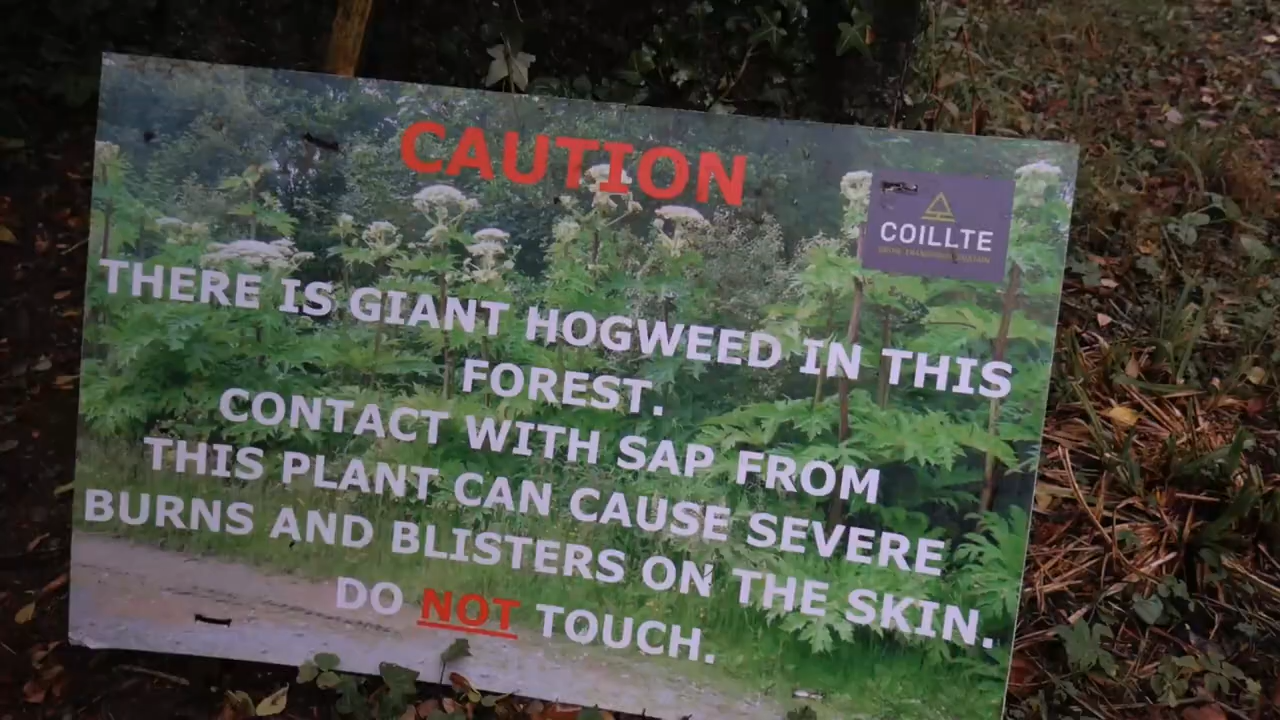 CAUTION
COILLTE
THERE IS GIANT HOGWEED IN THIS
FOREST.
CONTACT WITH SAP FROM
THIS PLANT CAN CAUSE SEVERE
BURNS AND BLISTERS ON THE SKIN.
DO NOT TOUCH.